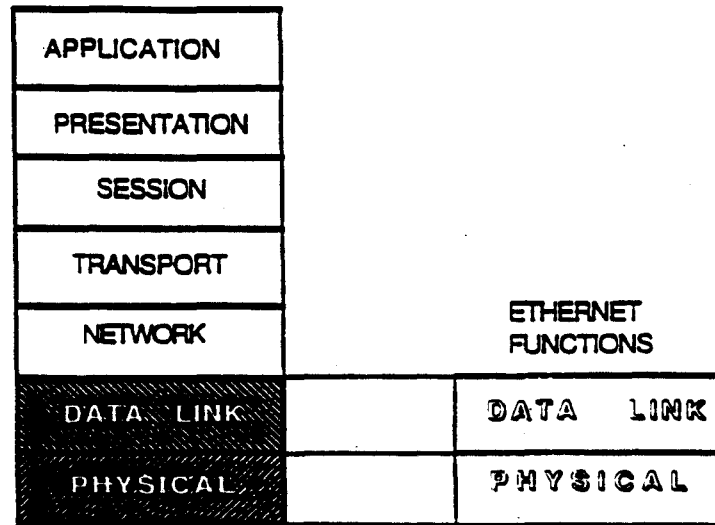 APPLICATION
PRESENTATION
SESSION
TRANSPORT
NETWORK
ETHERNET
FUNCTIONS
DATA LINK
DATA LINK
PHYSICAL
PHYSICAL